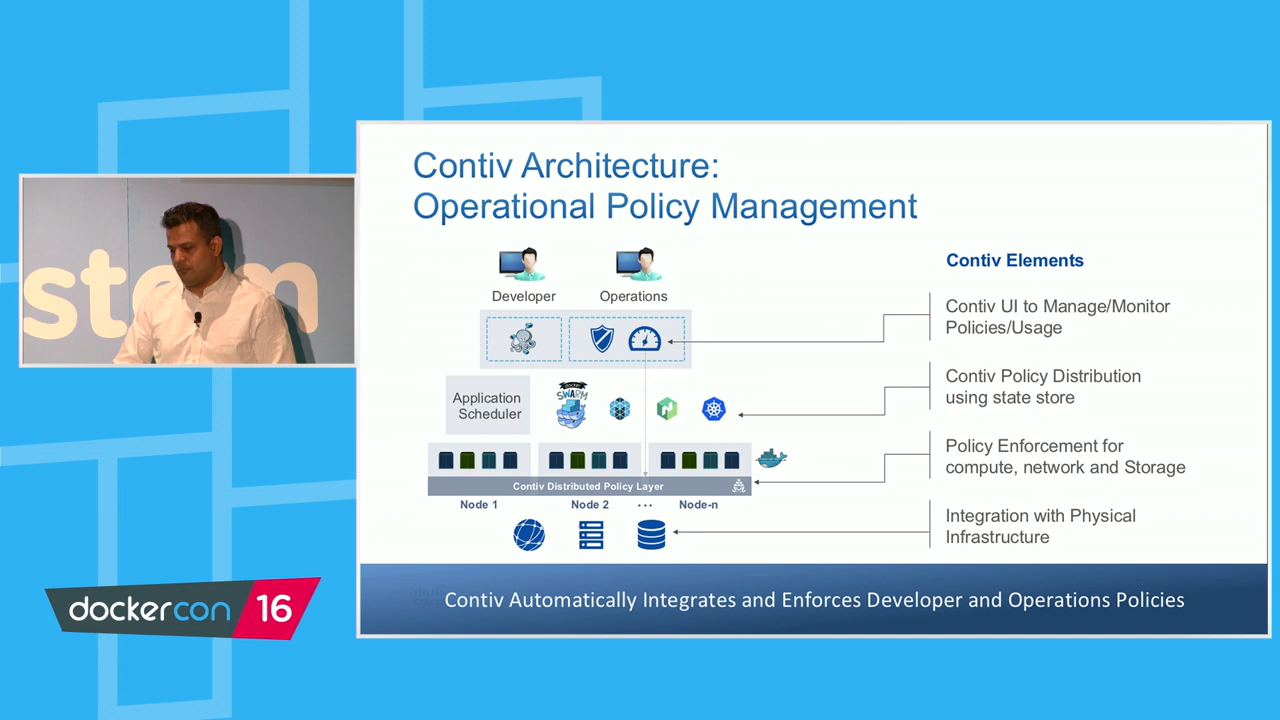 Contiv Architecture:
Operational Policy Management
Developer
Operations
Contiv Elements
Contiv UI to Manage/Monitor
Policies/Usage
Application
Scheduler
docker
SWARM
Contiv Policy Distribution
using state store
Contiv Distributed Policy Layer
Node 1
Node 2
...
Node-n
Policy Enforcement for
compute, network and Storage
Integration with Physical
Infrastructure
Contiv Automatically Integrates and Enforces Developer and Operations Policies
dockercon 16